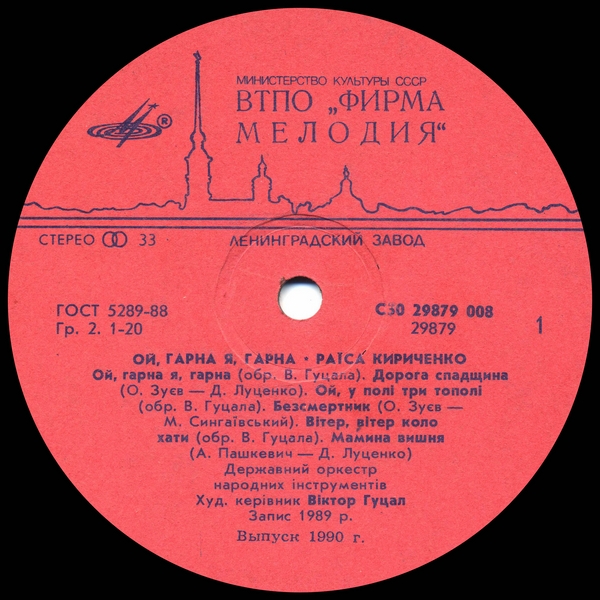 МИНИСТЕРСТВО КУЛЬТУРЫ СССР
ВТПО „ФИРМА
МЕЛОДИЯ“
®
СТЕРЕО 33
ЛЕНИНГРАДСКИЙ ЗАВОД
ГОСТ 5289-88
Гр. 2. 1-20
С30 29879 008
29879
1
ОЙ, ГАРНА Я, ГАРНА • РАЇСА КИРИЧЕНКО
Ой, гарна я, гарна (обр. В. Гуцала). Дорога спадщина
(О. Зуєв — Д. Луценко). Ой, у полі три тополі
(обр. В. Гуцала). Безсмертник (О. Зуєв —
М. Сингаївський). Вітер, вітер коло
хати (обр. В. Гуцала). Мамина вишня
(А. Пашкевич — Д. Луценко)
Державний оркестр
народних інструментів
Худ. керівник Віктор Гуцал
Запис 1989 р.
Выпуск 1990 г.